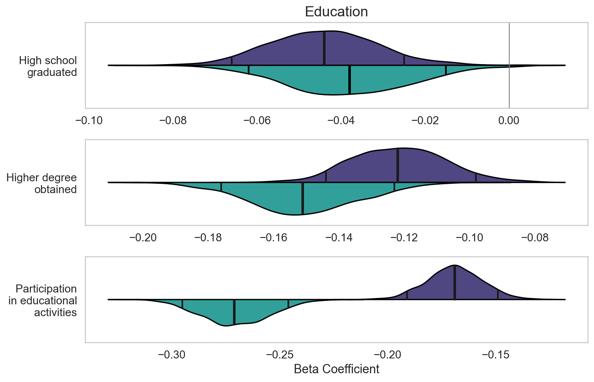 Education
High school
graduated
−0.10 −0.08 −0.06 −0.04 −0.02 0.00
Higher degree
obtained
−0.20 −0.18 −0.16 −0.14 −0.12 −0.10 −0.08
Participation
in educational
activities
−0.30 −0.25 −0.20 −0.15
Beta Coefficient